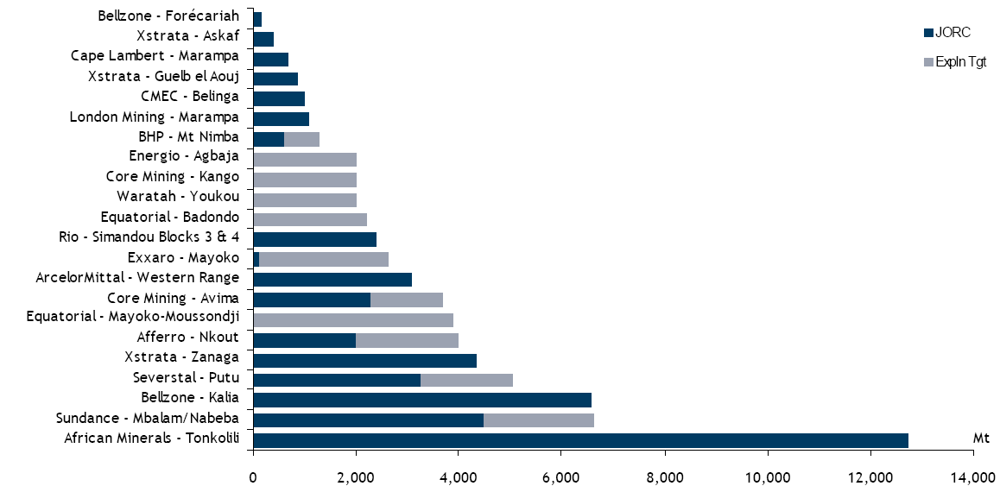 Bellzone - Forécariah
Xstrata - Askaf
JORC
Cape Lambert - Marampa
Expln Tgt
Xstrata - Guelb el Aouj
CMEC - Belinga
London Mining - Marampa
BHP - Mt Nimba
Energio - Agbaja
Core Mining - Kango
Waratah - Youkou
Equatorial - Badondo
Rio - Simandou Blocks 3 & 4
Exxaro - Mayoko
ArcelorMittal - Western Range
Core Mining - Avima
Equatorial - Mayoko-Moussondji
Afferro - Nkout
Xstrata - Zanaga
Severstal - Putu
Bellzone - Kalia
Sundance - Mbalam/Nabeba
African Minerals - Tonkolili
Mt
0 2,000 4,000 6,000 8,000 10,000 12,000 14,000